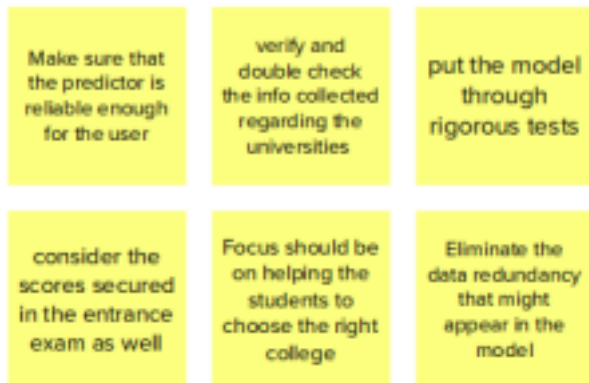 Make sure that
the predictor is
reliable enough
for the user
verify and
double check
the info collected
regarding the
universities
put the model
through
rigorous tests
consider the
scores secured
in the entrance
exam as well
Focus should be
on helping the
students to
choose the right
college
Eliminate the
data redundancy
that might
appear in the
model